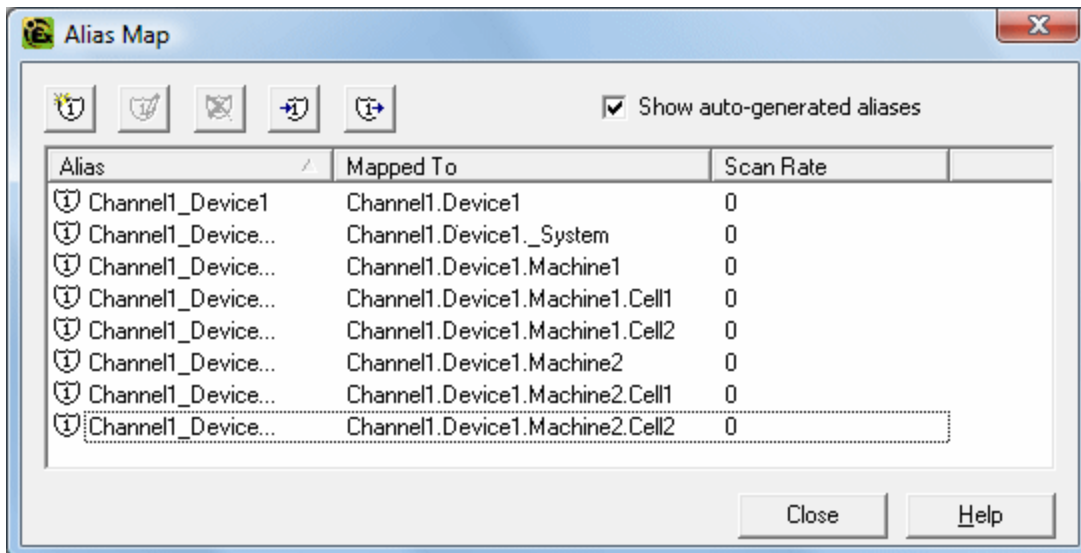 Alias Map
Show auto-generated aliases
Alias Mapped To Scan Rate
Channel1_Device1 Channel1.Device1 0
Channel1_Device... Channel1.Device1._System 0
Channel1_Device... Channel1.Device1.Machine1 0
Channel1_Device... Channel1.Device1.Machine1.Cell1 0
Channel1_Device... Channel1.Device1.Machine1.Cell2 0
Channel1_Device... Channel1.Device1.Machine2 0
Channel1_Device... Channel1.Device1.Machine2.Cell1 0
Channel1_Device... Channel1.Device1.Machine2.Cell2 0
Close Help